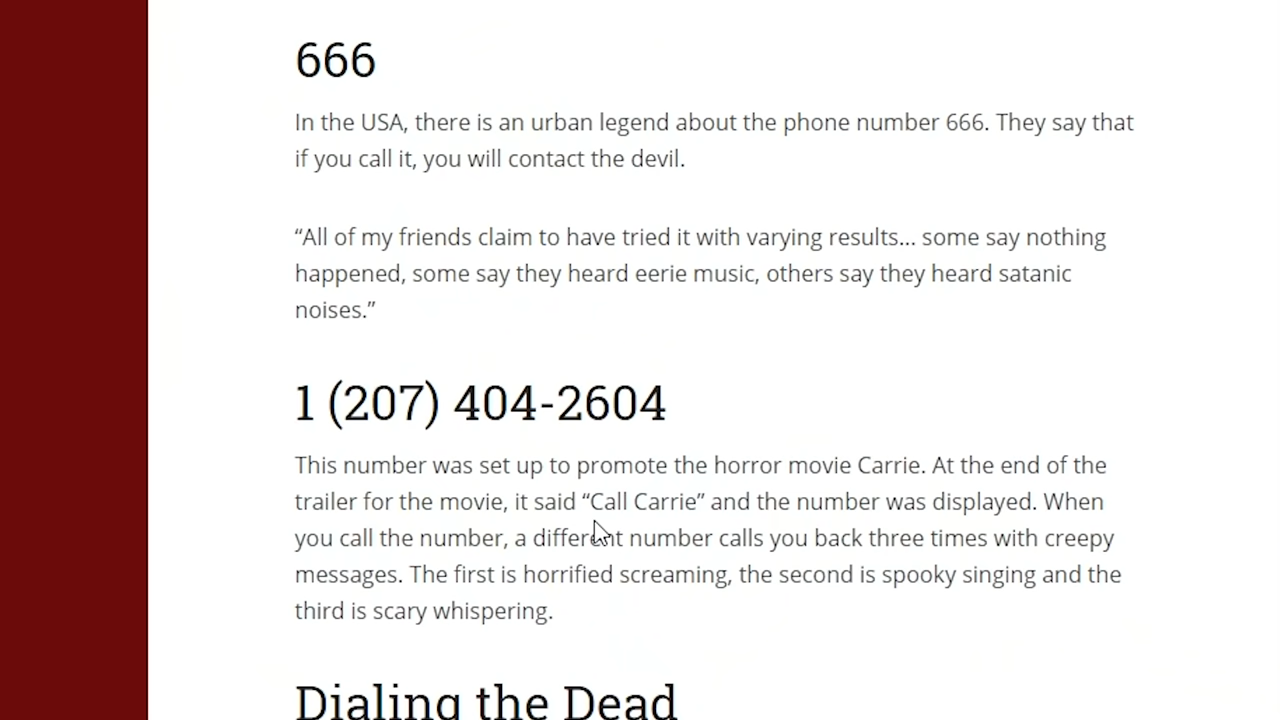 666
In the USA, there is an urban legend about the phone number 666. They say that
if you call it, you will contact the devil.
“All of my friends claim to have tried it with varying results... some say nothing
happened, some say they heard eerie music, others say they heard satanic
noises.”
1 (207) 404-2604
This number was set up to promote the horror movie Carrie. At the end of the
trailer for the movie, it said “Call Carrie” and the number was displayed. When
you call the number, a different number calls you back three times with creepy
messages. The first is horrified screaming, the second is spooky singing and the
third is scary whispering.
Dialing the Dead